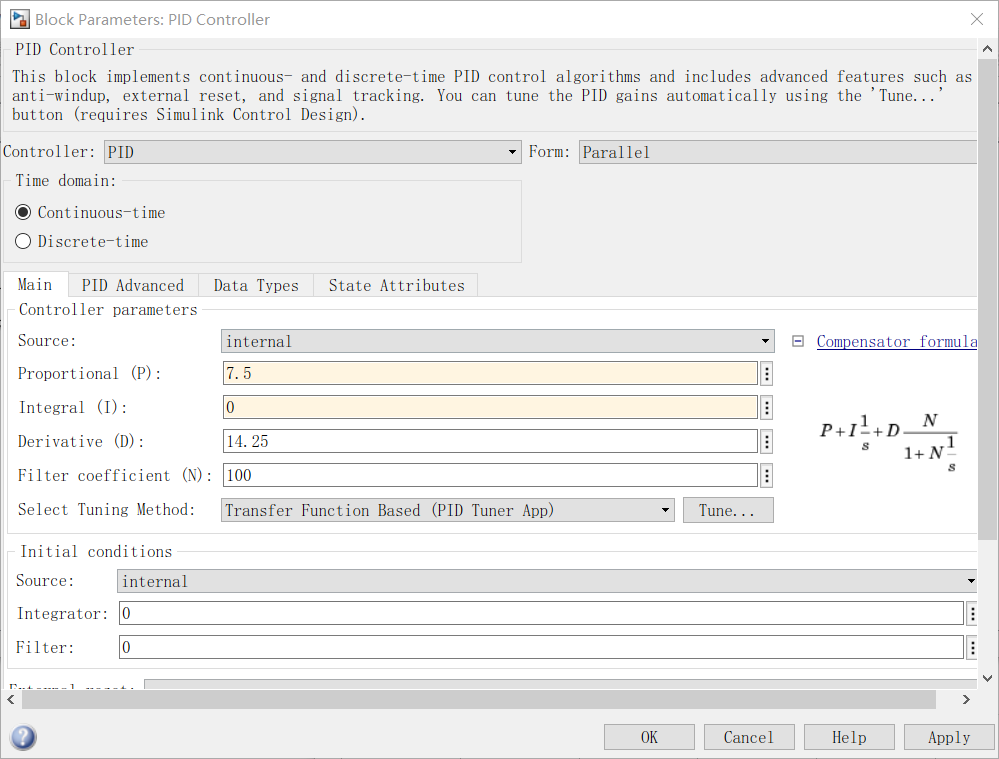 Block Parameters: PID Controller
PID Controller
This block implements continuous- and discrete-time PID control algorithms and includes advanced features such as
anti-windup, external reset, and signal tracking. You can tune the PID gains automatically using the 'Tune...'
button (requires Simulink Control Design).
Controller: PID Form: Parallel
Time domain:
Continuous-time
Discrete-time
Main PID Advanced Data Types State Attributes
Controller parameters
Source: internal Compensator formula
Proportional (P): 7.5
Integral (I): 0
Derivative (D): 14.25
Filter coefficient (N): 100
P+I 1/s +D N/(1+N 1/s)
Select Tuning Method: Transfer Function Based (PID Tuner App) Tune...
Initial conditions
Source: internal
Integrator: 0
Filter: 0
OK Cancel Help Apply